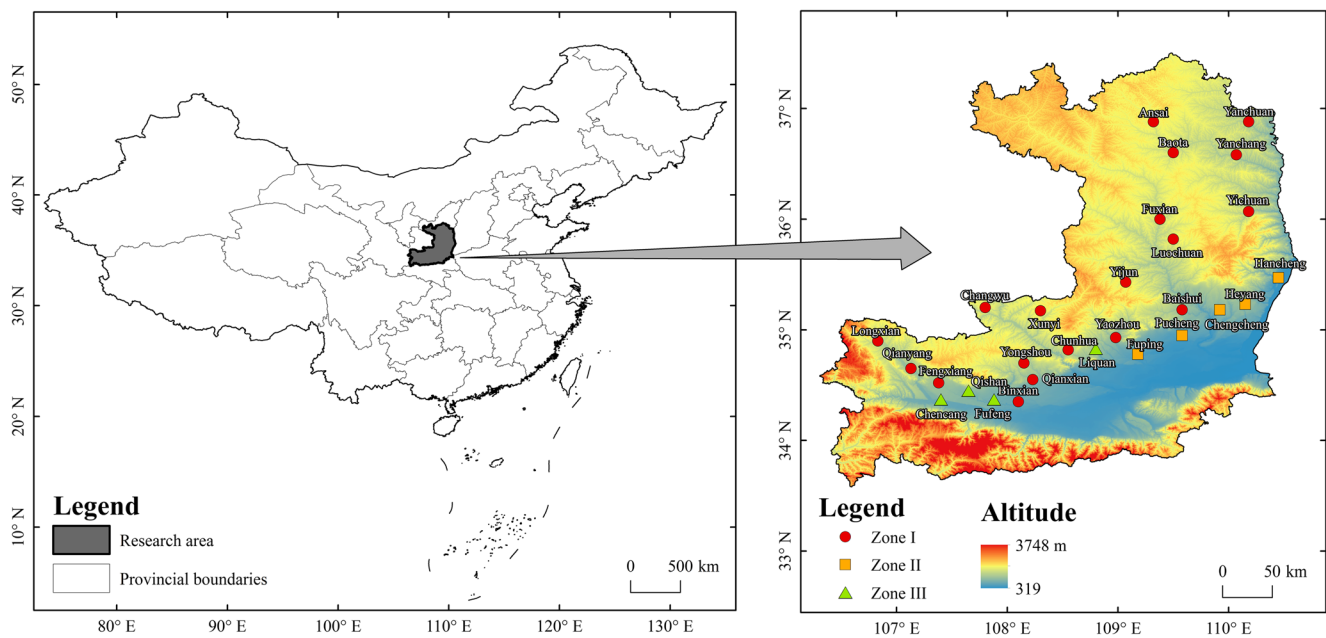 50° N
40° N
30° N
20° N
10° N
80° E
90° E
100° E
110° E
120° E
130° E
Legend
Research area
Provincial boundaries
0
500 km
37° N
36° N
35° N
34° N
33° N
107° E
108° E
109° E
110° E
Ansai
Yanchuan
Baota
Yanchang
Fuxian
Yichuan
Luochuan
Hancheng
Yijun
Changwu
Baishui
Heyang
Xunyi
Yaozhou
Pucheng
Chengcheng
Longxian
Chunhua
Fuping
Qianyang
Yongshou
Liquan
Fengxiang
Qishan
Qianxian
Binxian
Chencang
Fufeng
Legend
Zone I
Zone II
Zone III
Altitude
3748 m
319
0
50 km